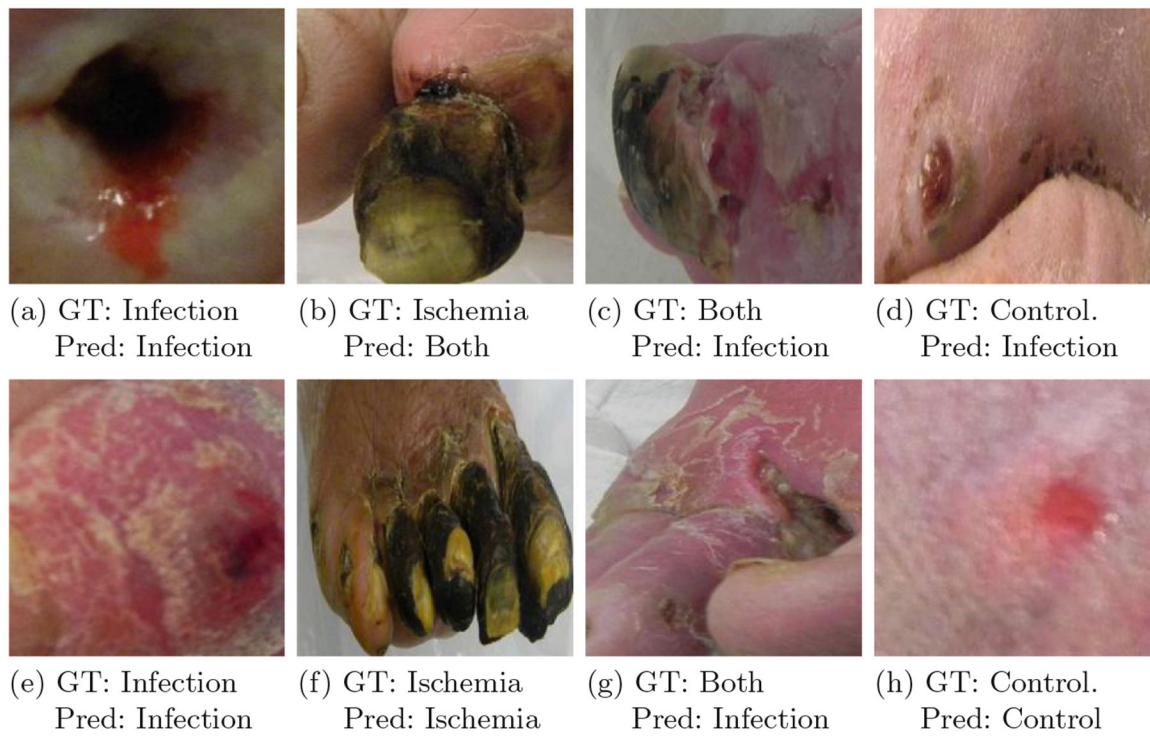 (a) GT: Infection
Pred: Infection
(b) GT: Ischemia
Pred: Both
(c) GT: Both
Pred: Infection
(d) GT: Control.
Pred: Infection
(e) GT: Infection
Pred: Infection
(f) GT: Ischemia
Pred: Ischemia
(g) GT: Both
Pred: Infection
(h) GT: Control.
Pred: Control